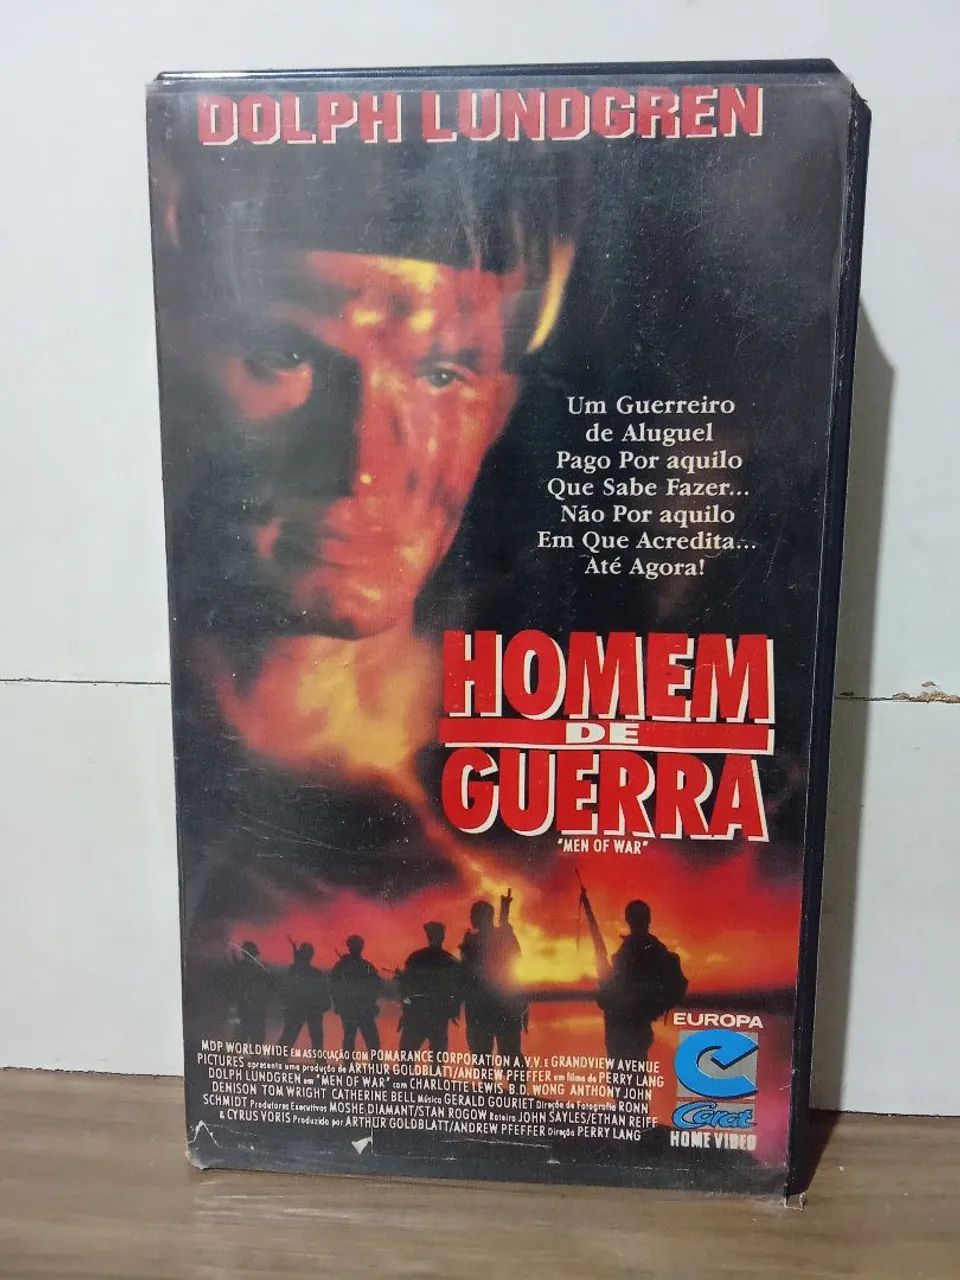 DOLPH LUNDGREN
Um Guerreiro
de Aluguel
Pago Por aquilo
Que Sabe Fazer...
Não Por aquilo
Em Que Acredita...
Até Agora!
HOMEM
DE
GUERRA
"MEN OF WAR"
MDP WORLDWIDE EM ASSOCIAÇÃO COM POMARANCE CORPORATION A.V.V. E GRANDVIEW AVENUE
PICTURES apresenta uma produção de ARTHUR GOLDBLATT/ANDREW PFEFFER em filme de PERRY LANG
DOLPH LUNDGREN em "MEN OF WAR" com CHARLOTTE LEWIS B.D. WONG ANTHONY JOHN
DENISON TOM WRIGHT CATHERINE BELL Música GERALD GOURIET Direção de Fotografia RONN
SCHMIDT Produtores Executivos MOSHE DIAMANT/STAN ROGOW Roteiro JOHN SAYLES/ETHAN REIFF
& CYRUS VORIS Produzido por ARTHUR GOLDBLATT/ANDREW PFEFFER Direção PERRY LANG
EUROPA
Carat
HOME VIDEO